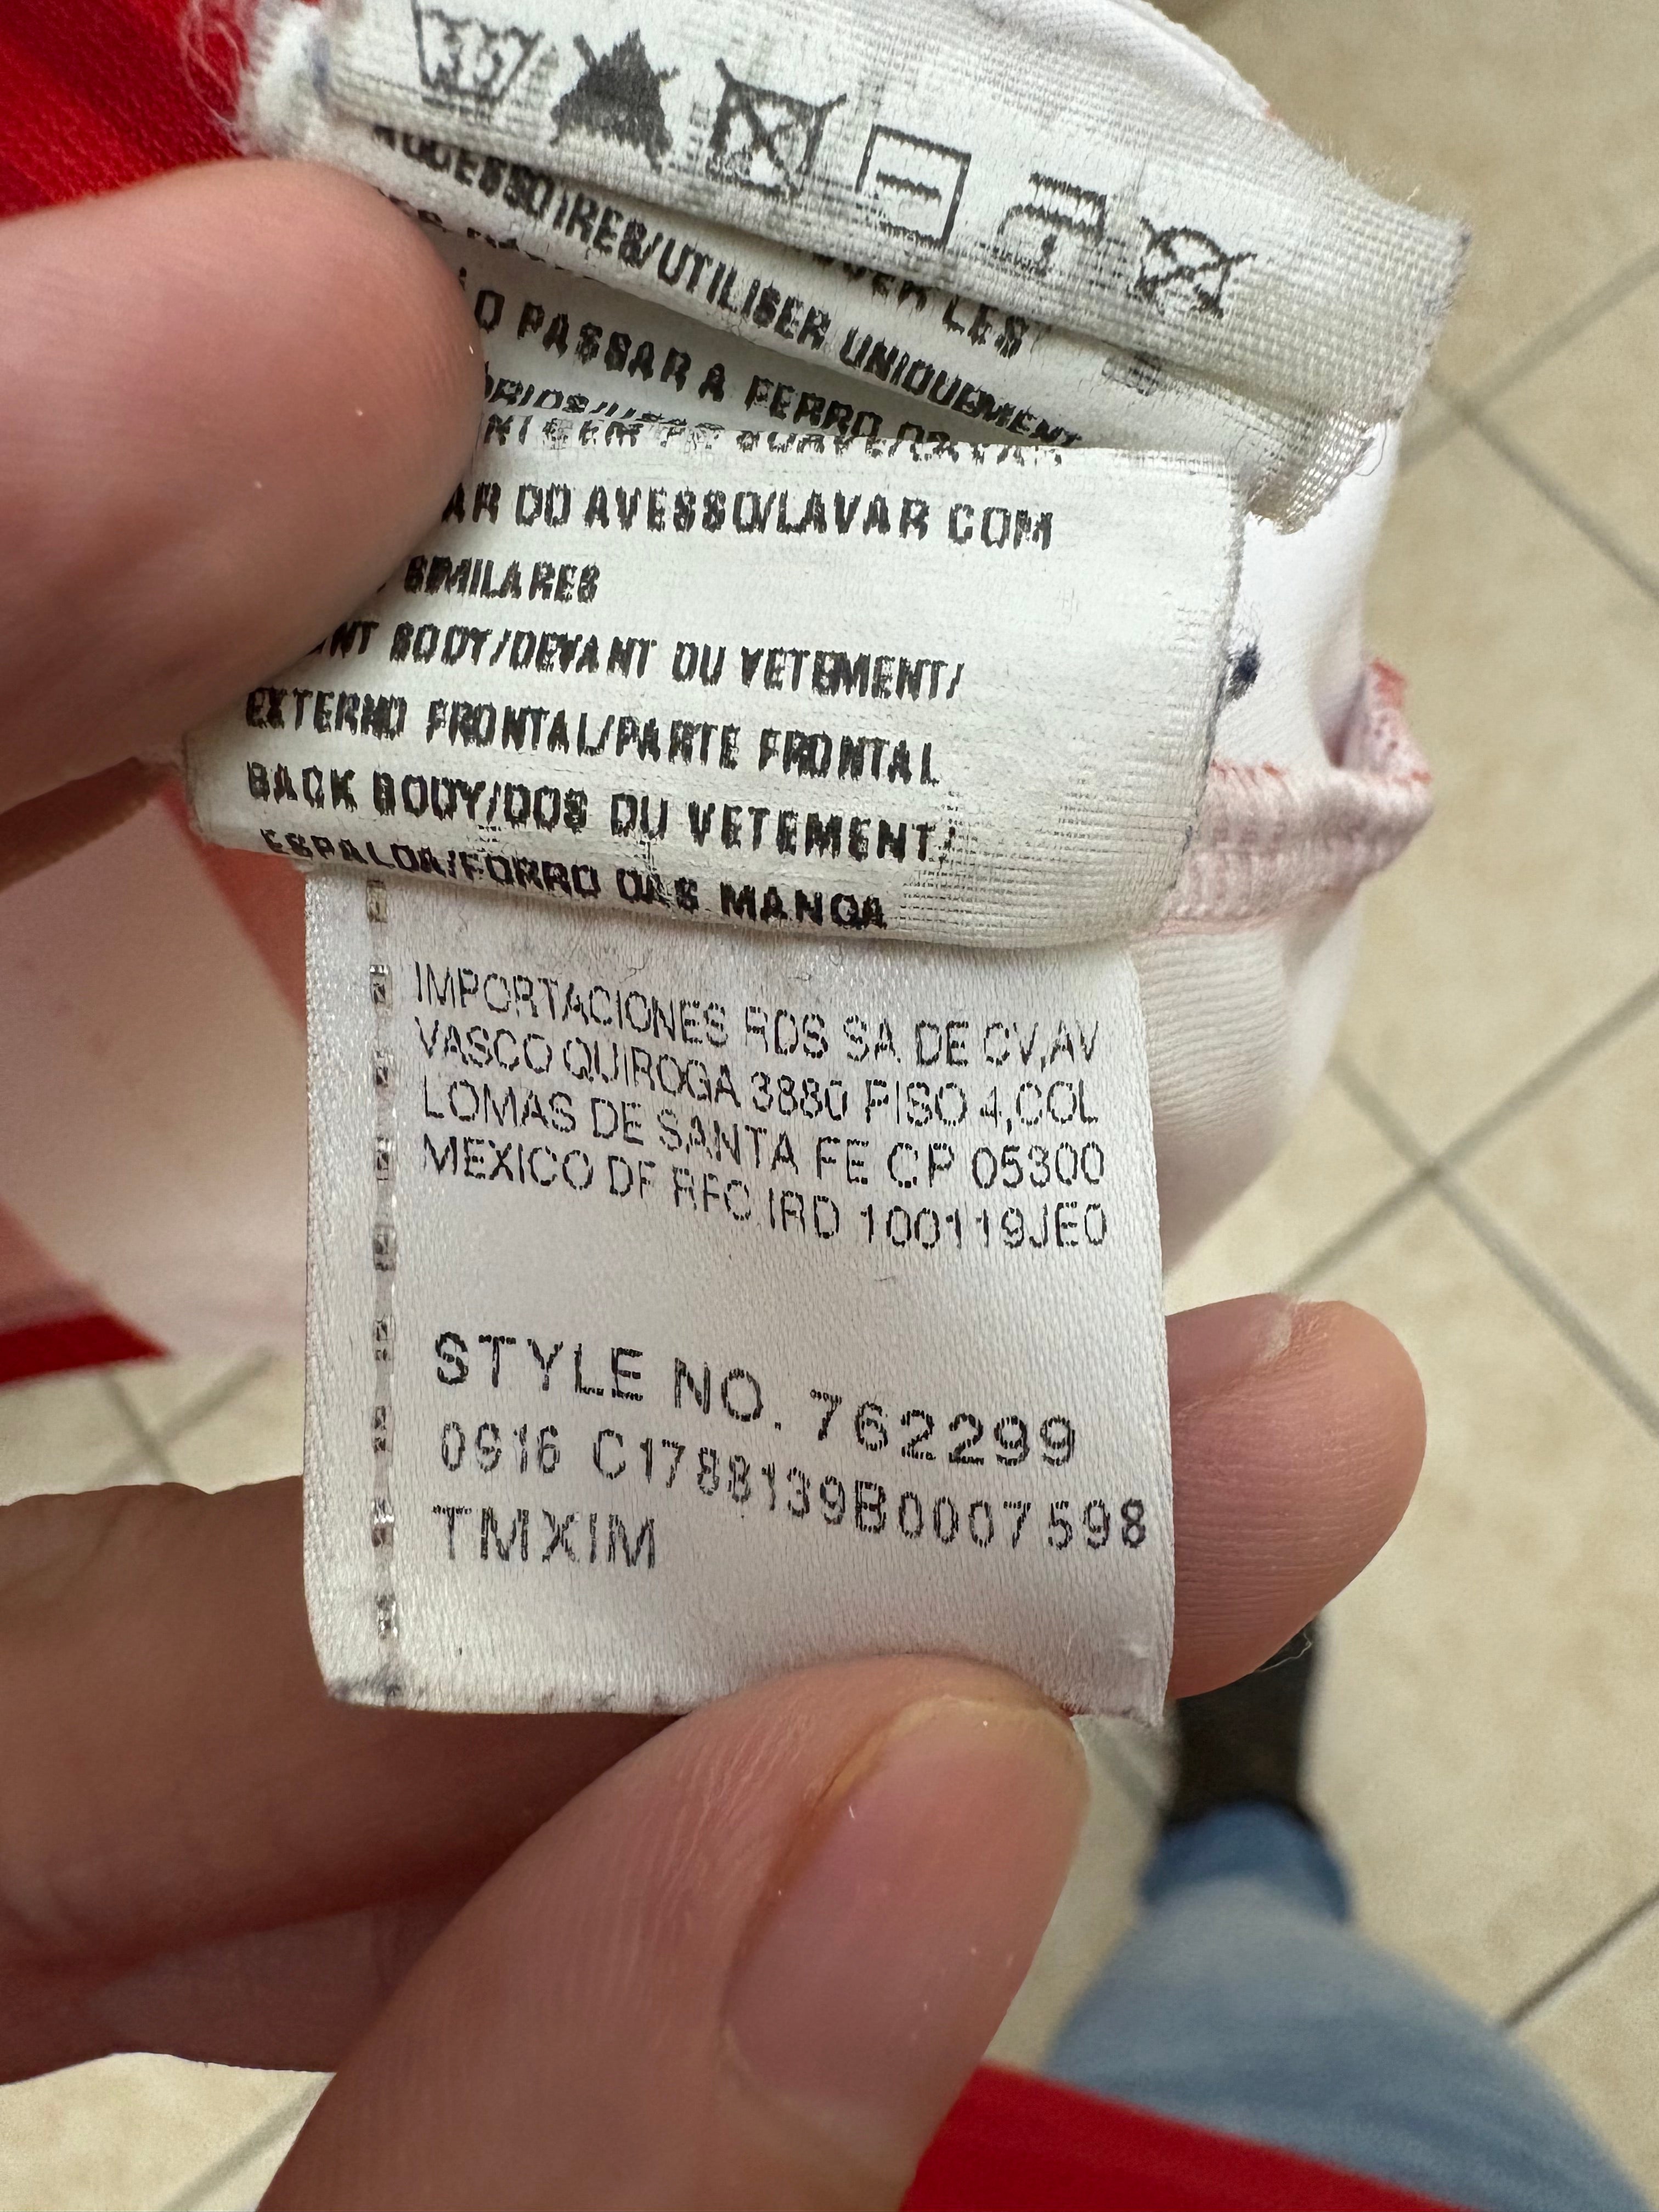 ACCESSOIRES/UTILISER UNIQUEMENT
LES
O PASSAR A FERRO
AR DO AVESSO/LAVAR COM
SIMILARES
BODY/DEVANT DU VETEMENT/
EXTERNO FRONTAL/PARTE FRONTAL
BACK BODY/DOS DU VETEMENT/
ESPALDA/FORRO DAS MANGA
IMPORTACIONES RDS SA DE CV,AV
VASCO QUIROGA 3880 PISO 4,COL
LOMAS DE SANTA FE CP 05300
MEXICO DF RFC IRD 100119JE0
STYLE NO. 762299
0916 C1788139B0007598
TMXIM